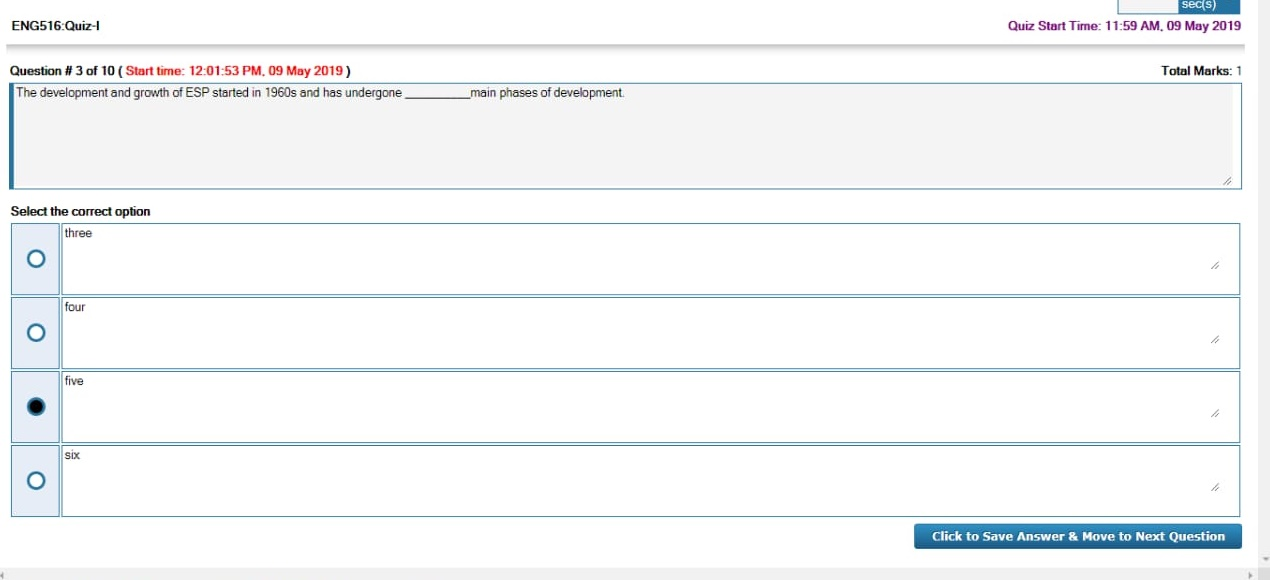 sec(s)
ENG516:Quiz-I
Quiz Start Time: 11:59 AM, 09 May 2019
Question # 3 of 10 ( Start time: 12:01:53 PM, 09 May 2019 )
Total Marks: 1
The development and growth of ESP started in 1960s and has undergone __________main phases of development.
Select the correct option
three
four
five
six
Click to Save Answer & Move to Next Question